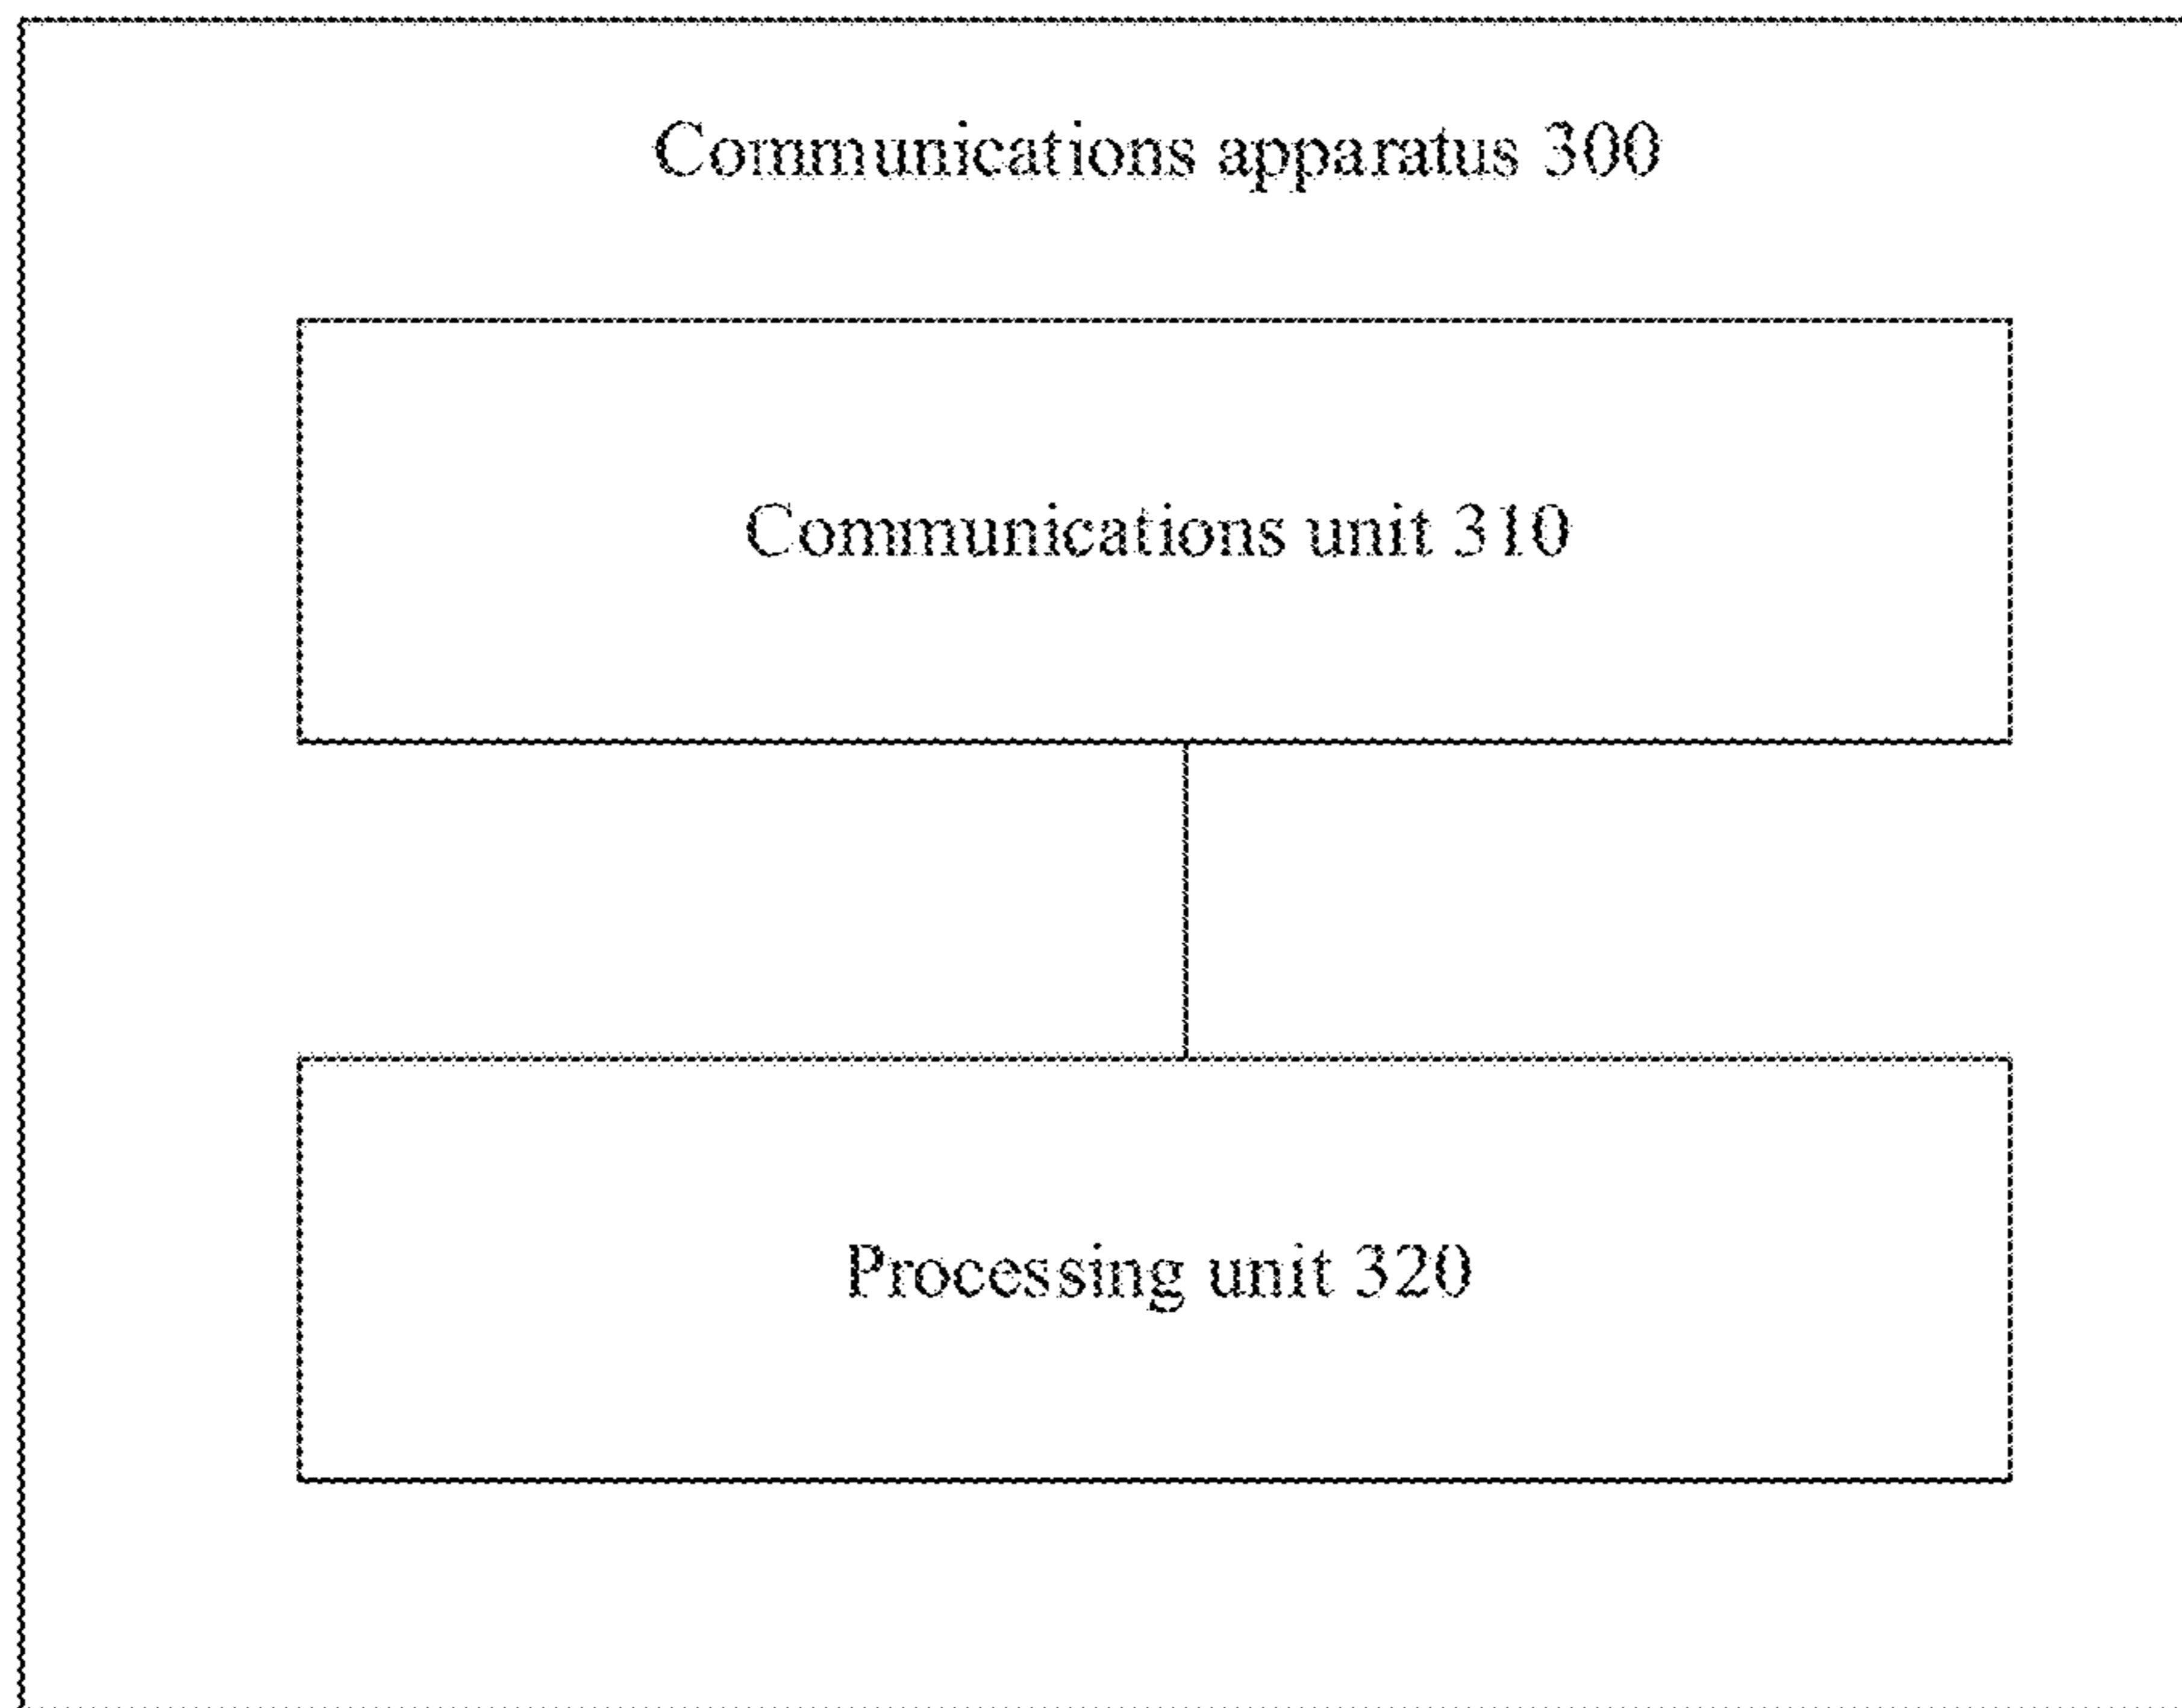 Communications apparatus 300
Communications unit 310
Processing unit 320